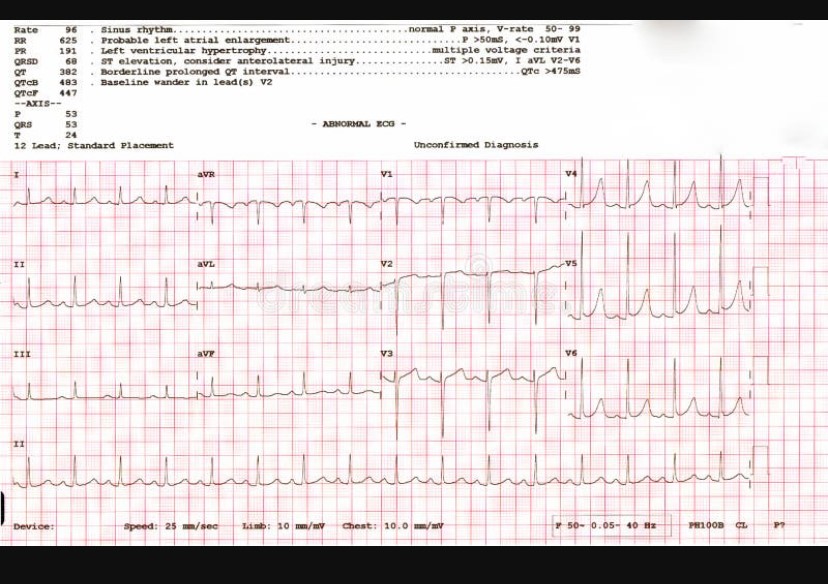 Rate 96 . Sinus rhythm.......................................normal P axis, V-rate 50- 99
RR 625 . Probable left atrial enlargement.............................P >50mS, <-0.10mV V1
PR 191 . Left ventricular hypertrophy............................multiple voltage criteria
QRSD 68 . ST elevation, consider anterolateral injury...............ST >0.15mV, I aVL V2-V6
QT 382 . Borderline prolonged QT interval.......................................QTc >475mS
QTcB 483 . Baseline wander in lead(s) V2
QTcF 447
--AXIS--
P 53
QRS 53 - ABNORMAL ECG -
T 24
12 Lead; Standard Placement Unconfirmed Diagnosis
I aVR V1 V4
II aVL V2 V5
III aVF V3 V6
II
Device: Speed: 25 mm/sec Limb: 10 mm/mV Chest: 10.0 mm/mV F 50~ 0.05- 40 Hz PH100B CL P?